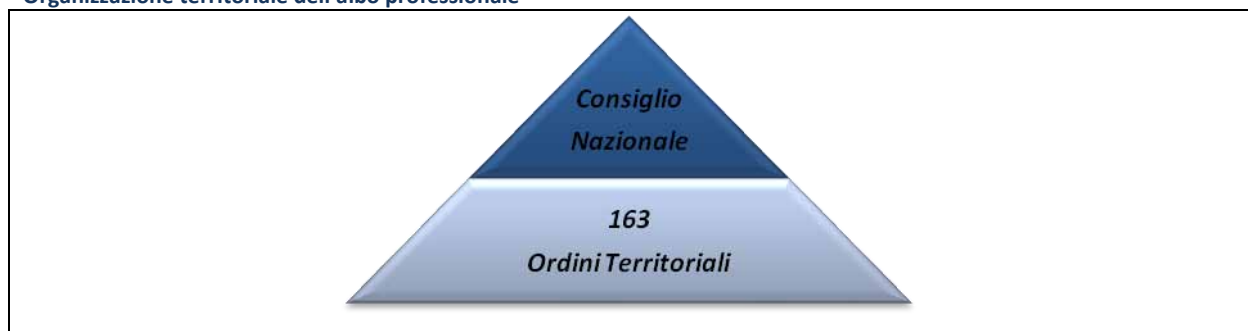 Organizzazione territoriale dell'albo professionale
Consiglio
Nazionale
163
Ordini Territoriali